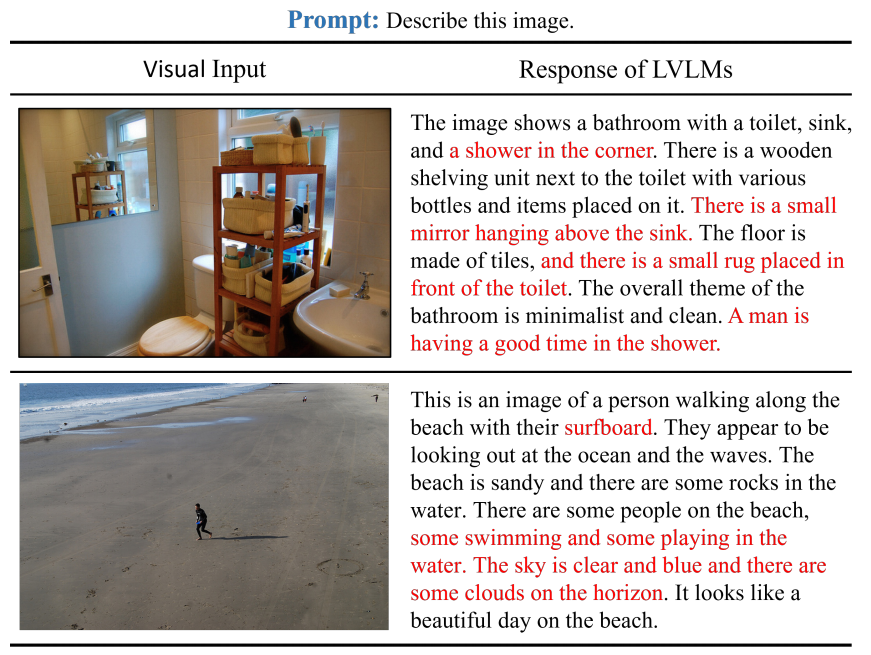 Prompt: Describe this image.
Visual Input
Response of LVLMs
The image shows a bathroom with a toilet, sink,
and a shower in the corner. There is a wooden
shelving unit next to the toilet with various
bottles and items placed on it. There is a small
mirror hanging above the sink. The floor is
made of tiles, and there is a small rug placed in
front of the toilet. The overall theme of the
bathroom is minimalist and clean. A man is
having a good time in the shower.
This is an image of a person walking along the
beach with their surfboard. They appear to be
looking out at the ocean and the waves. The
beach is sandy and there are some rocks in the
water. There are some people on the beach,
some swimming and some playing in the
water. The sky is clear and blue and there are
some clouds on the horizon. It looks like a
beautiful day on the beach.